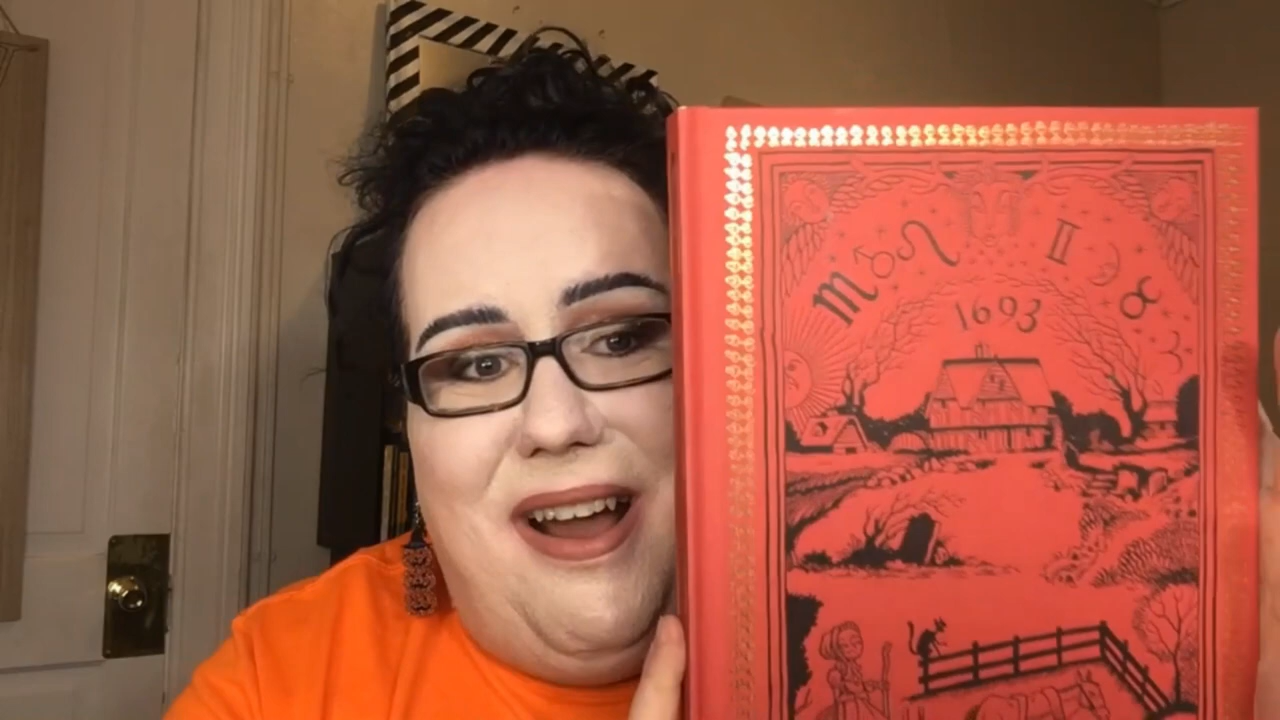 ♏ ♂ ♌ ♊ ☽ ♉
1693